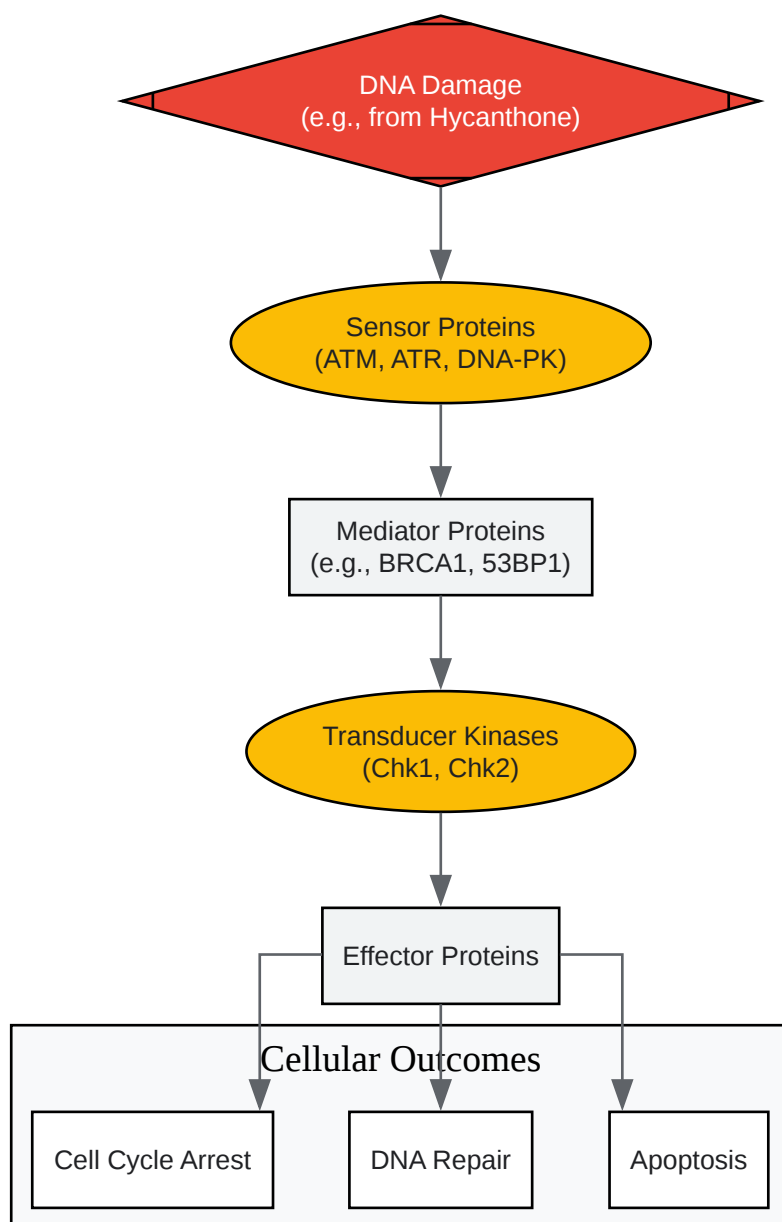 DNA Damage
(e.g., from Hycanthone)
Sensor Proteins
(ATM, ATR, DNA-PK)
Mediator Proteins
(e.g., BRCA1, 53BP1)
Transducer Kinases
(Chk1, Chk2)
Effector Proteins
Cellular Outcomes
Cell Cycle Arrest
DNA Repair
Apoptosis